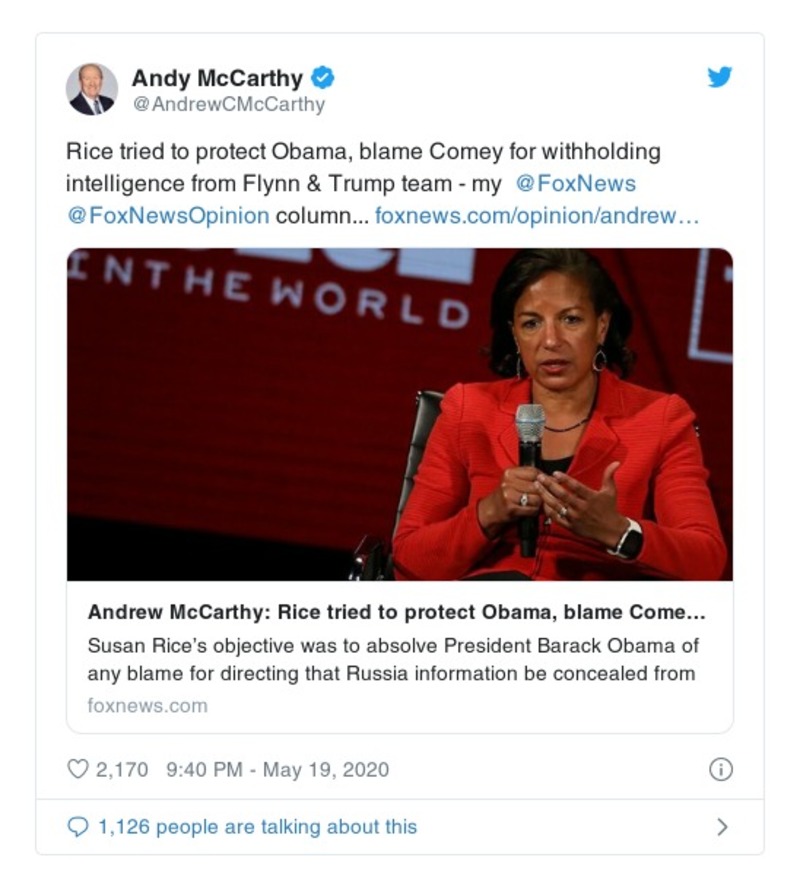 Andy McCarthy
@AndrewCMcCarthy
Rice tried to protect Obama, blame Comey for withholding
intelligence from Flynn & Trump team - my @FoxNews
@FoxNewsOpinion column... foxnews.com/opinion/andrew…
IN THE WORLD
Andrew McCarthy: Rice tried to protect Obama, blame Come…
Susan Rice’s objective was to absolve President Barack Obama of
any blame for directing that Russia information be concealed from
foxnews.com
2,170 9:40 PM - May 19, 2020
1,126 people are talking about this